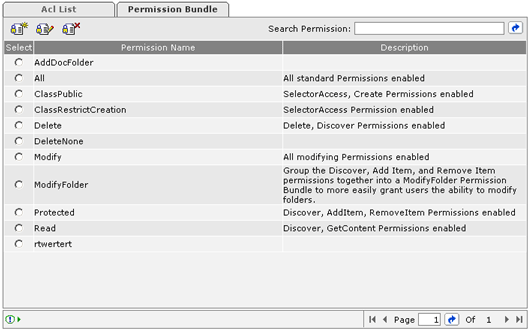 Acl List Permission Bundle
Search Permission:
Select Permission Name Description
AddDocFolder
All All standard Permissions enabled
ClassPublic SelectorAccess, Create Permissions enabled
ClassRestrictCreation SelectorAccess Permission enabled
Delete Delete, Discover Permissions enabled
DeleteNone
Modify All modifying Permissions enabled
ModifyFolder Group the Discover, Add Item, and Remove Item
permissions together into a ModifyFolder Permission
Bundle to more easily grant users the ability to modify
folders.
Protected Discover, AddItem, RemoveItem Permissions enabled
Read Discover, GetContent Permissions enabled
rtwertert
Page 1 Of 1